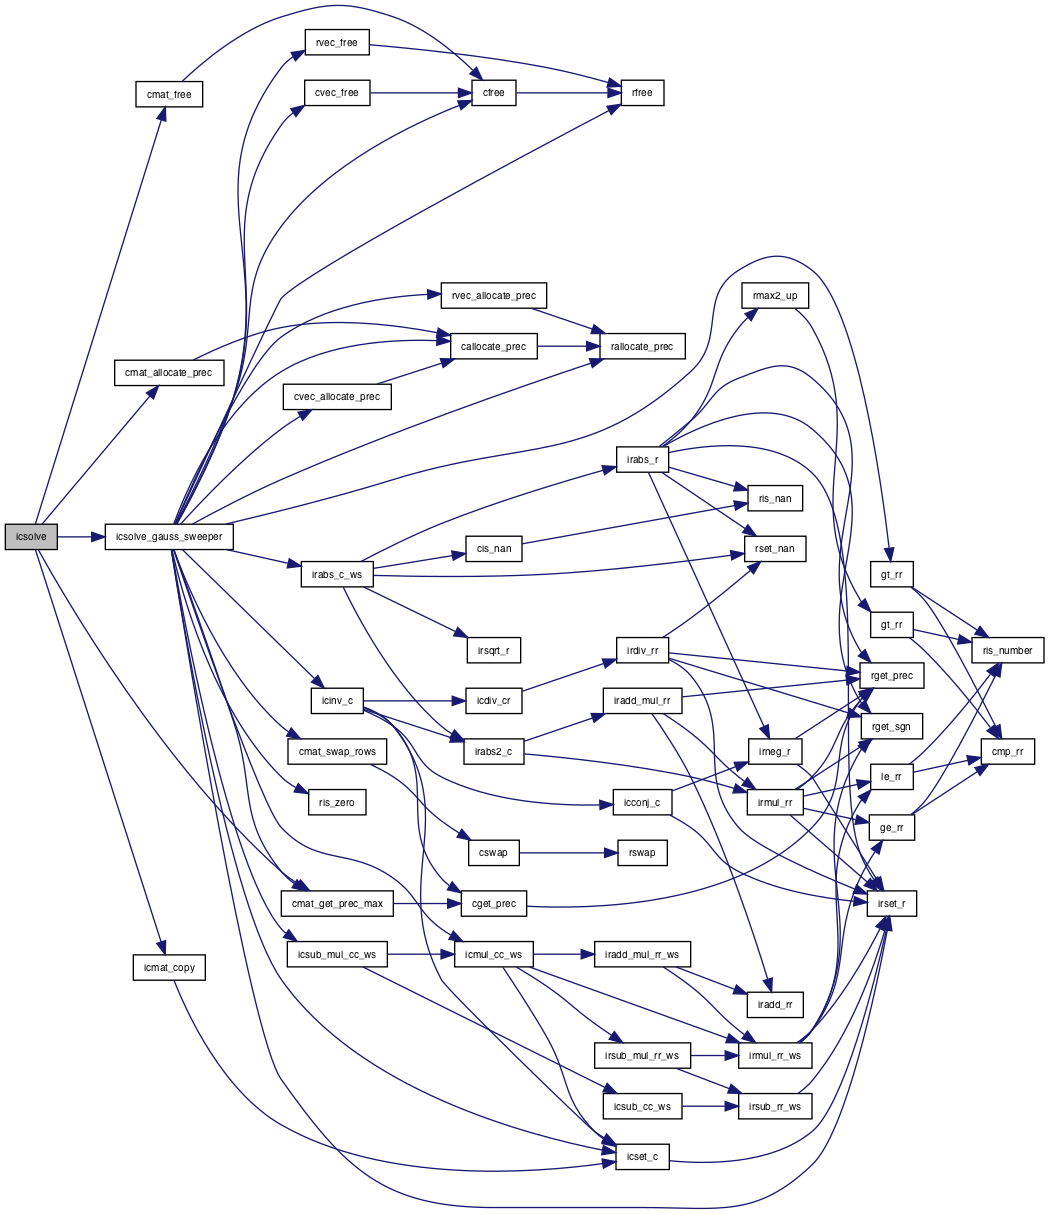 rvec_free
cmat_free
cvec_free
cfree
rfree
rvec_allocate_prec
rmax2_up
callocate_prec
rallocate_prec
cmat_allocate_prec
cvec_allocate_prec
irabs_r
ris_nan
icsolve
icsolve_gauss_sweeper
cis_nan
rset_nan
irabs_c_ws
gt_rr
gt_rr
irsqrt_r
irdiv_rr
ris_number
rget_prec
icinv_c
icdiv_cr
iradd_mul_rr
rget_sgn
cmat_swap_rows
irabs2_c
irneg_r
cmp_rr
le_rr
ris_zero
icconj_c
irmul_rr
ge_rr
cswap
rswap
cmat_get_prec_max
cget_prec
irset_r
icsub_mul_cc_ws
icmul_cc_ws
iradd_mul_rr_ws
icmat_copy
iradd_rr
irsub_mul_rr_ws
irmul_rr_ws
icsub_cc_ws
irsub_rr_ws
icset_c